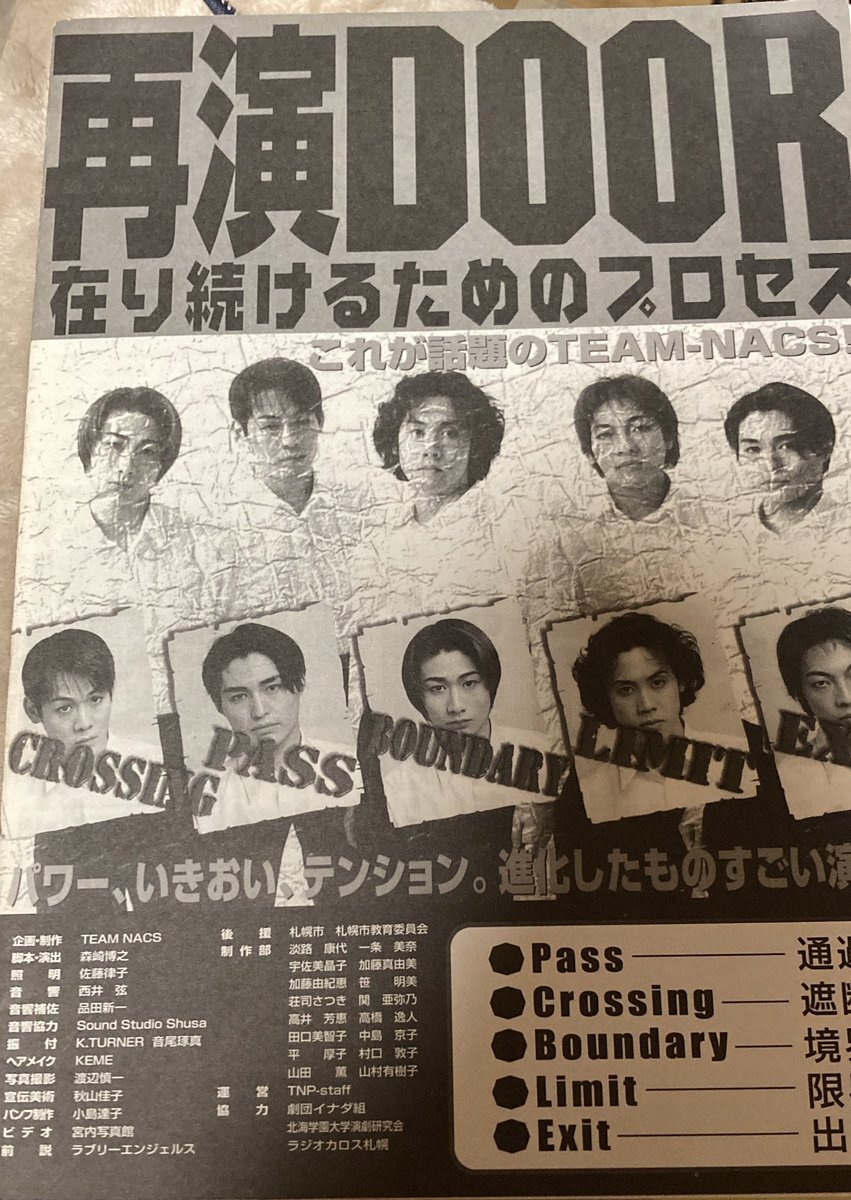 再演DOOR
在り続けるためのプロセス
これが話題のTEAM-NACS!
CROSSING
PASS
BOUNDARY
LIMIT
パワー、いきおい、テンション。進化したものすごい演
企画・制作 TEAM NACS
脚本・演出 森崎博之
照明 佐藤律子
音響 西井 弦
音響補佐 品田新一
音響協力 Sound Studio Shusa
振付 K.TURNER 音尾琢真
ヘアメイク KEME
写真撮影 渡辺慎一
宣伝美術 秋山佳子
パンフ制作 小島達子
ビデオ 宮内写真館
前説 ラブリーエンジェルス
後援 札幌市 札幌市教育委員会
制作部 淡路 康代 一条 美奈
宇佐美晶子 加藤真由美
加藤由紀恵 笹 明美
荘司さつき 関 亜弥乃
高井 芳恵 高橋 逸人
田口美智子 中島 京子
平 厚子 村口 敦子
山田 薫 山村有樹子
運営 TNP-staff
協力 劇団イナダ組
北海学園大学演劇研究会
ラジオカロス札幌
●Pass──通過
●Crossing──遮断
●Boundary──境界
●Limit──限
●Exit──出